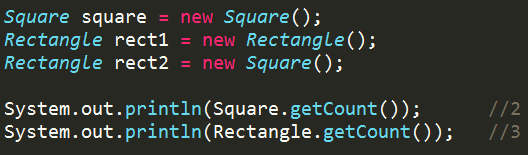 Square square = new Square();
Rectangle rect1 = new Rectangle();
Rectangle rect2 = new Square();
System.out.println(Square.getCount()); //2
System.out.println(Rectangle.getCount()); //3